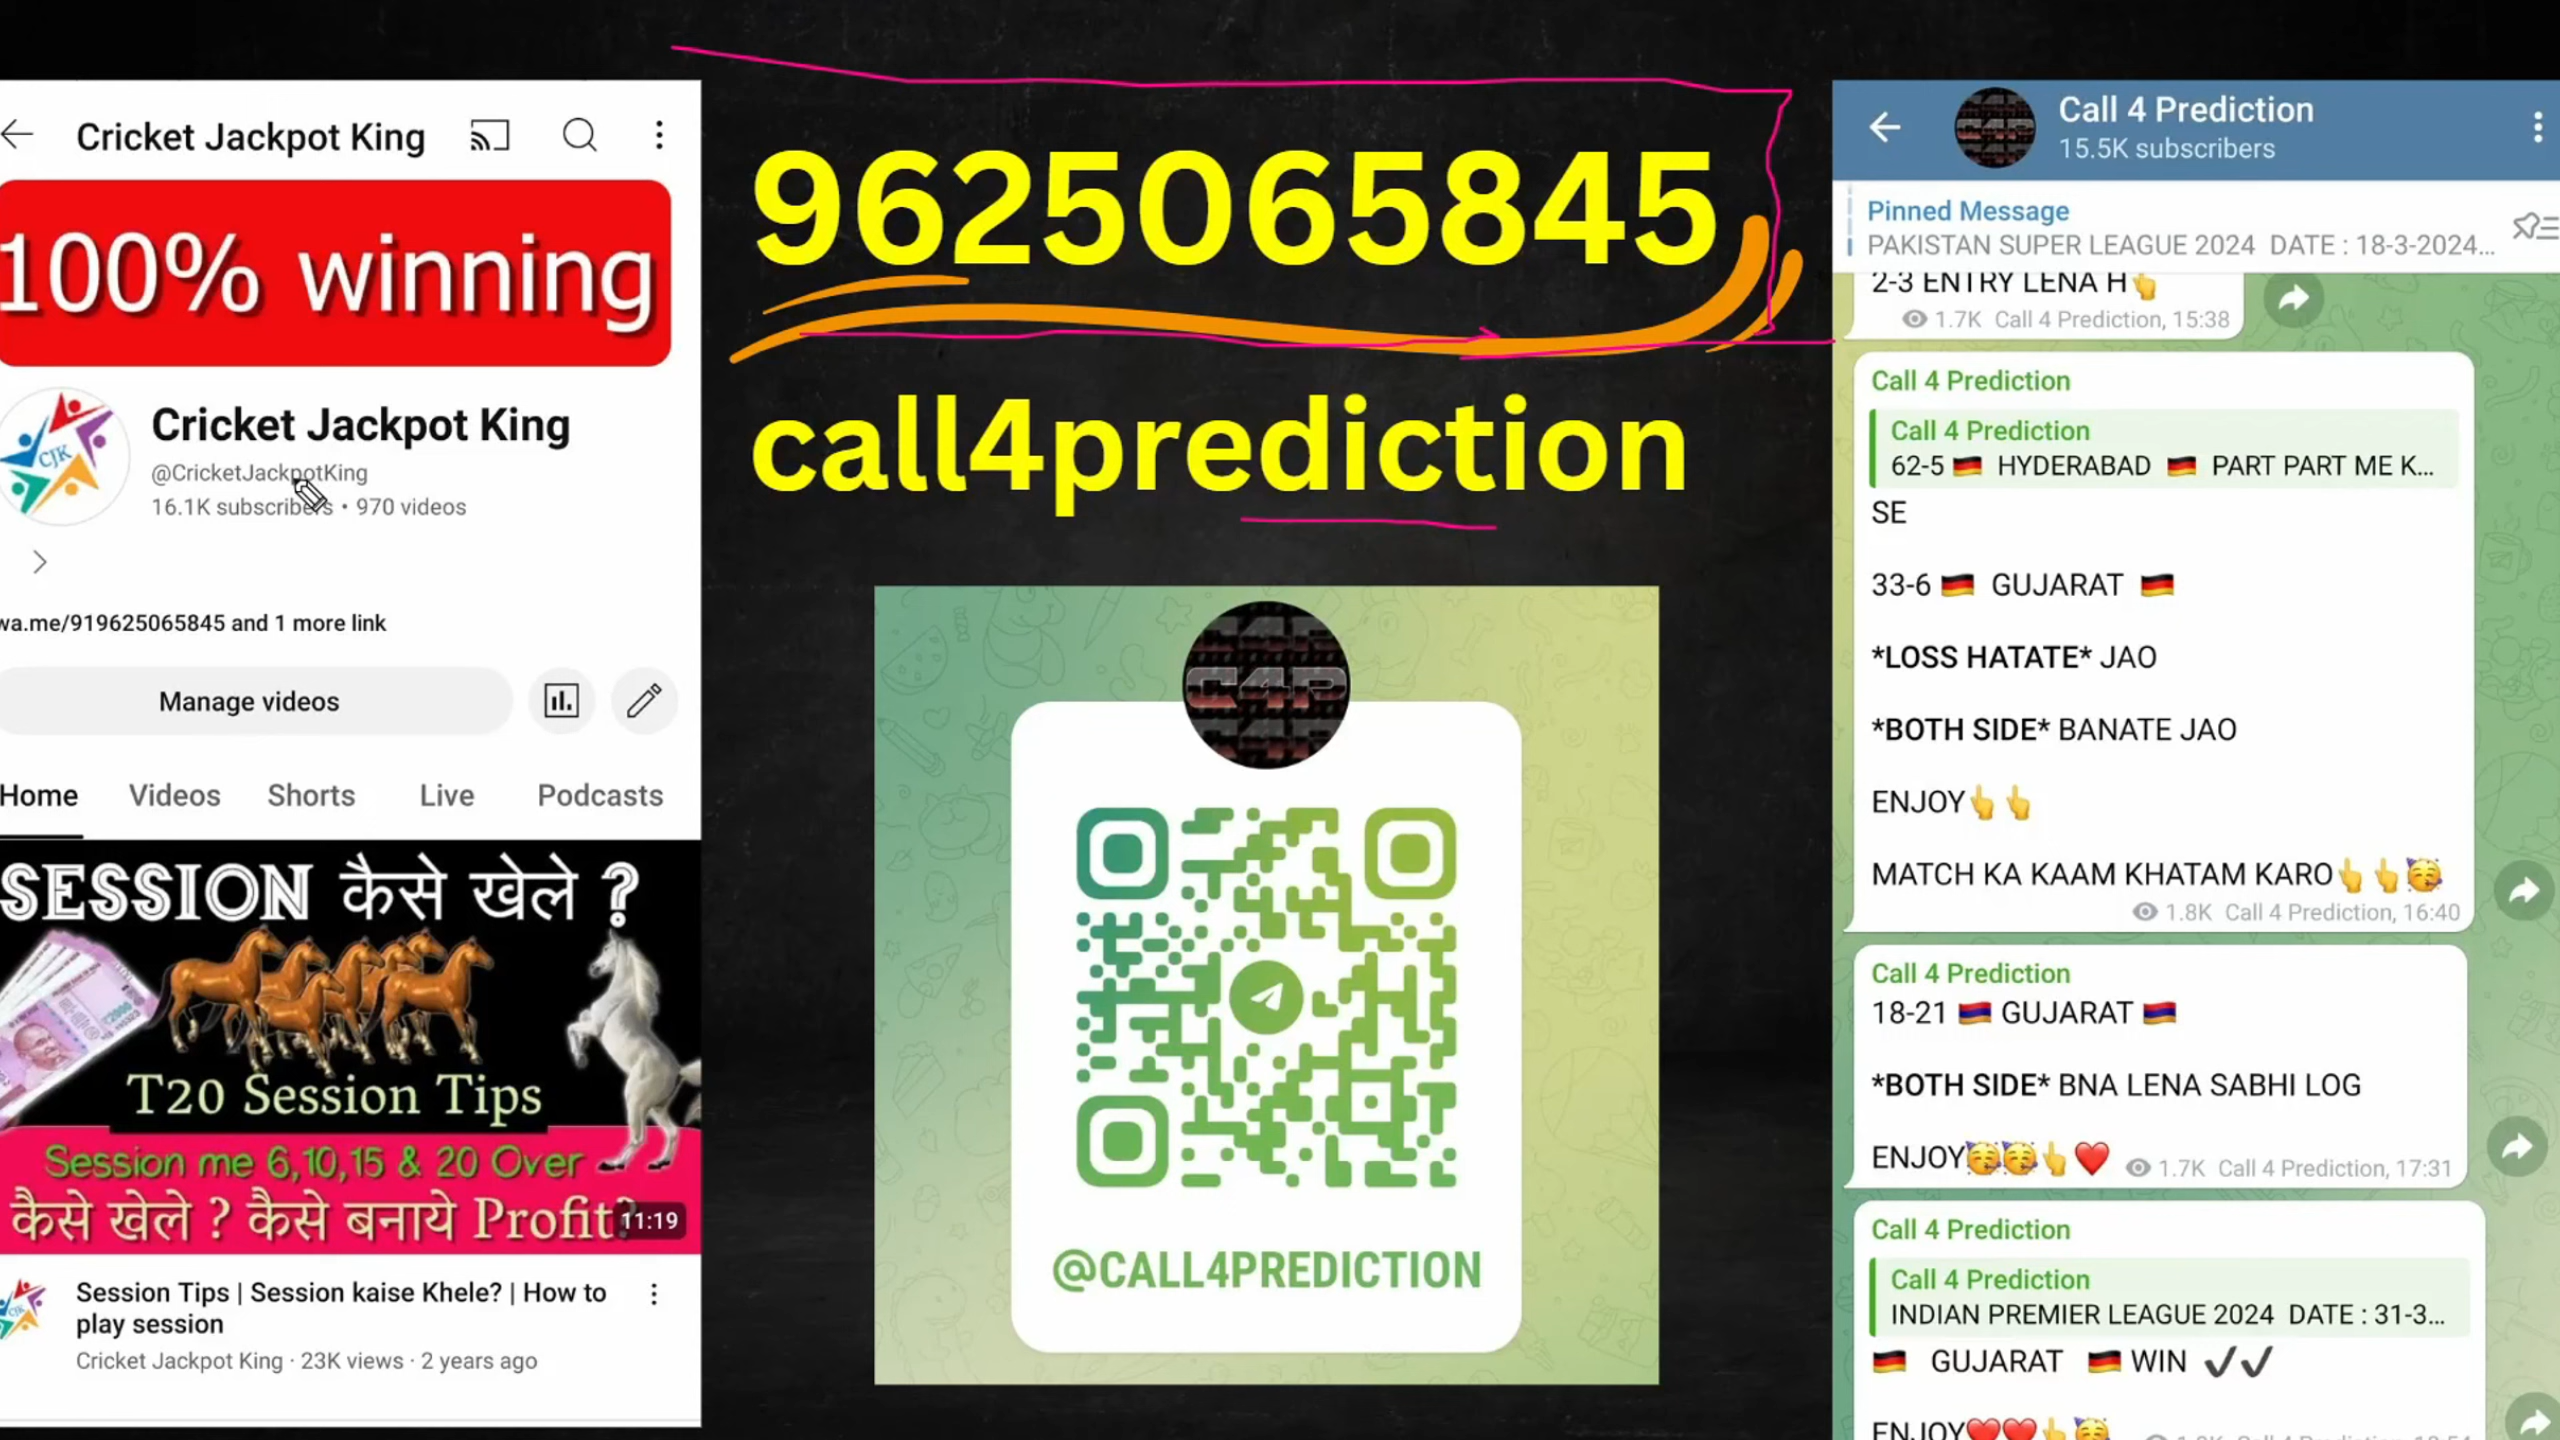 Cricket Jackpot King
100% winning
Cricket Jackpot King
@CricketJackpotKing
16.1K subscribers • 970 videos
wa.me/919625065845 and 1 more link
Manage videos
Home Videos Shorts Live Podcasts
SESSION कैसे खेले ?
T20 Session Tips
Session me 6,10,15 & 20 Over
कैसे खेले ? कैसे बनाये Profit?
11:19
Session Tips | Session kaise Khele? | How to
play session
Cricket Jackpot King · 23K views · 2 years ago
CJK
9625065845
call4prediction
C4P
@CALL4PREDICTION
Call 4 Prediction
15.5K subscribers
Pinned Message
PAKISTAN SUPER LEAGUE 2024 DATE : 18-3-2024...
2-3 ENTRY LENA H👆
1.7K Call 4 Prediction, 15:38
Call 4 Prediction
Call 4 Prediction
62-5 🇩🇪 HYDERABAD 🇩🇪 PART PART ME K...
SE
33-6 🇩🇪 GUJARAT 🇩🇪
*LOSS HATATE* JAO
*BOTH SIDE* BANATE JAO
ENJOY👆👆
MATCH KA KAAM KHATAM KARO👆👆🥳
1.8K Call 4 Prediction, 16:40
Call 4 Prediction
18-21 🇦🇲 GUJARAT 🇦🇲
*BOTH SIDE* BNA LENA SABHI LOG
ENJOY🥳🥳👆❤️ 1.7K Call 4 Prediction, 17:31
Call 4 Prediction
Call 4 Prediction
INDIAN PREMIER LEAGUE 2024 DATE : 31-3...
🇩🇪 GUJARAT 🇩🇪 WIN ✔✔
ENJOY❤️❤️👆🥳